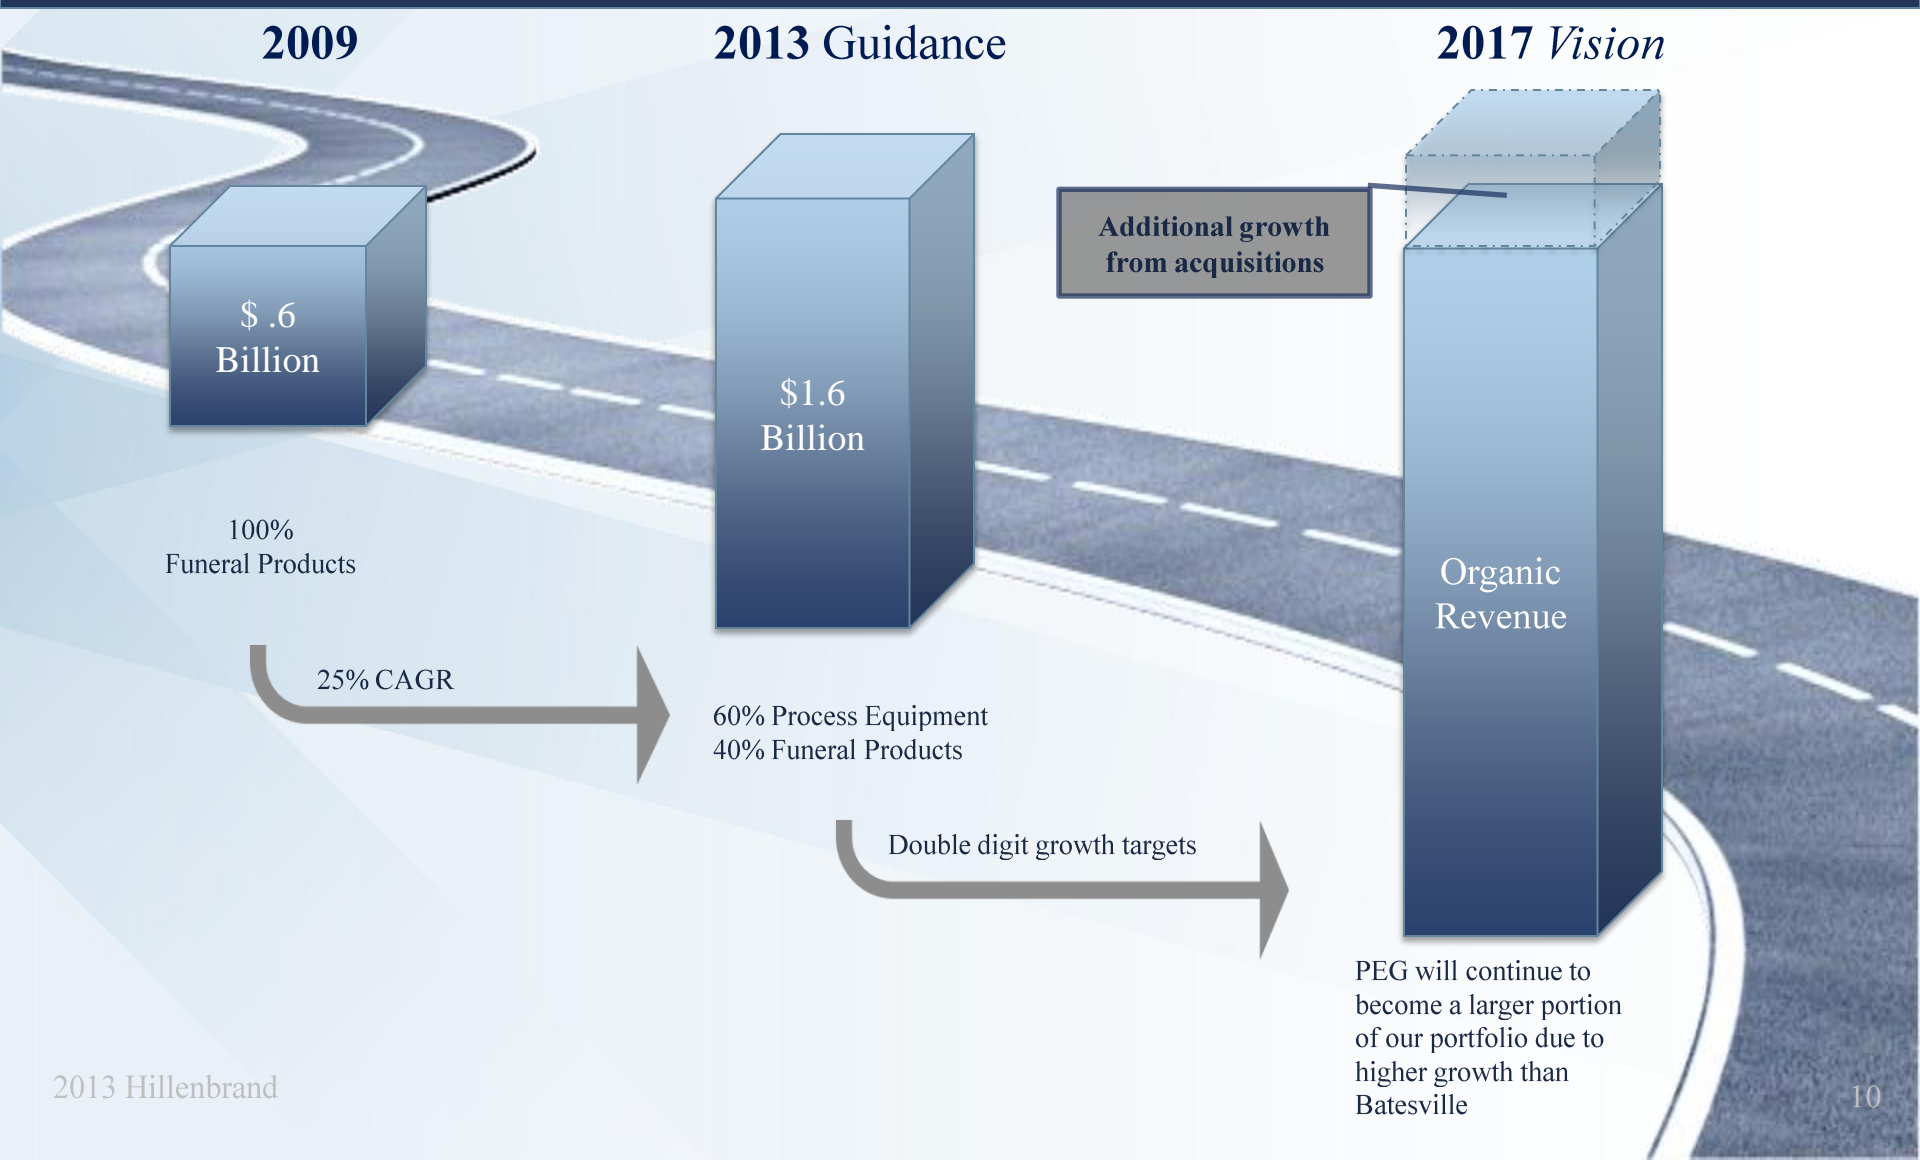 2009
2013 Guidance
2017 Vision
Additional growth
from acquisitions
$ .6
Billion
$1.6
Billion
Organic
Revenue
100%
Funeral Products
25% CAGR
60% Process Equipment
40% Funeral Products
Double digit growth targets
PEG will continue to
become a larger portion
of our portfolio due to
higher growth than
Batesville
2013 Hillenbrand
10